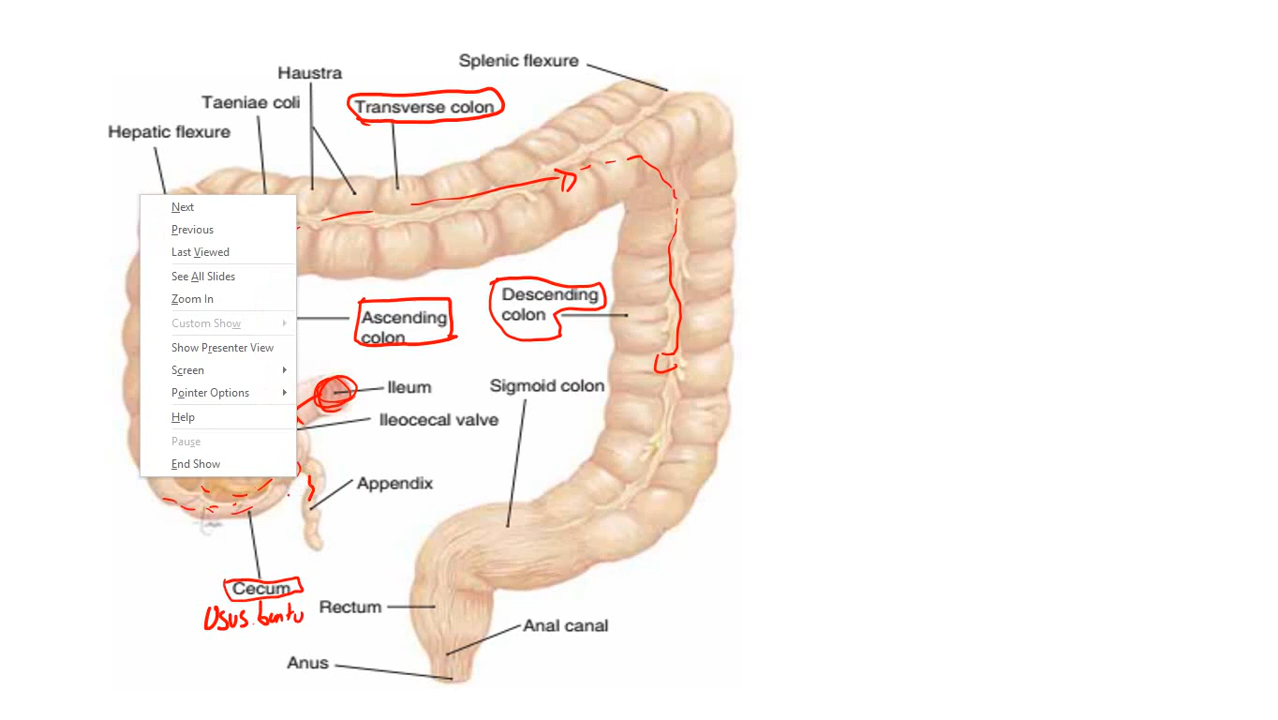 Splenic flexure
Haustra
Taeniae coli
Transverse colon
Hepatic flexure
Next
Previous
Last Viewed
See All Slides
Zoom In
Custom Show
Show Presenter View
Screen
Pointer Options
Help
Pause
End Show
Ascending
colon
Descending
colon
Ileum
Sigmoid colon
Ileocecal valve
Appendix
Cecum
Usus buntu
Rectum
Anal canal
Anus